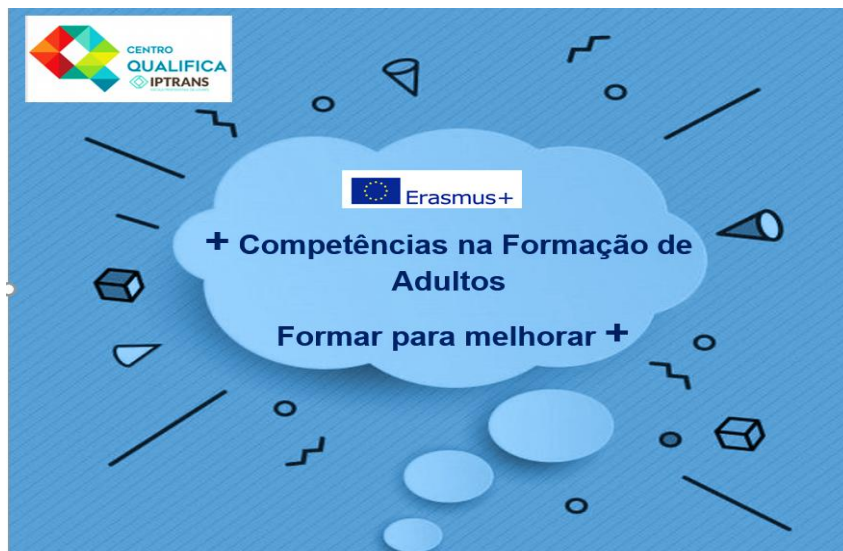 CENTRO
QUALIFICA
IPTRANS
Erasmus+
+ Competências na Formação de
Adultos
Formar para melhorar +